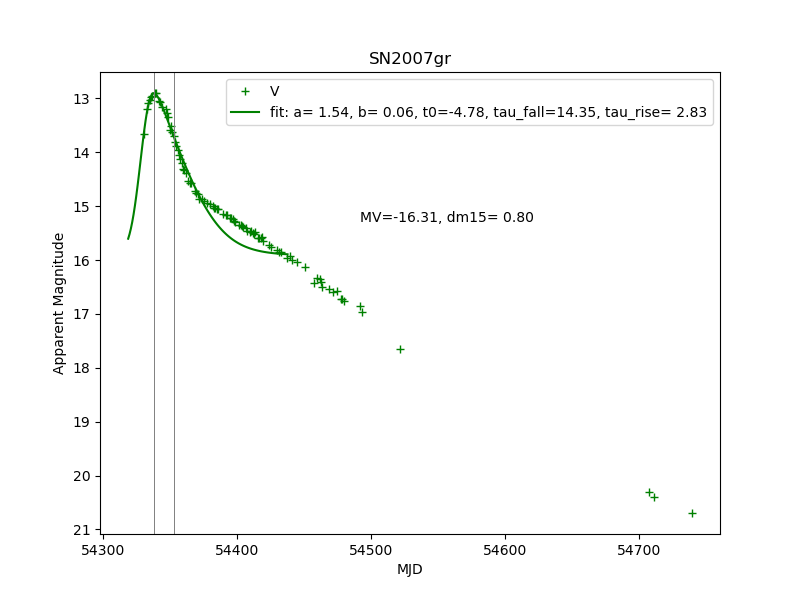 SN2007gr
V
fit: a= 1.54, b= 0.06, t0=-4.78, tau_fall=14.35, tau_rise= 2.83
MV=-16.31, dm15= 0.80
Apparent Magnitude
13
14
15
16
17
18
19
20
21
54300 54400 54500 54600 54700
MJD